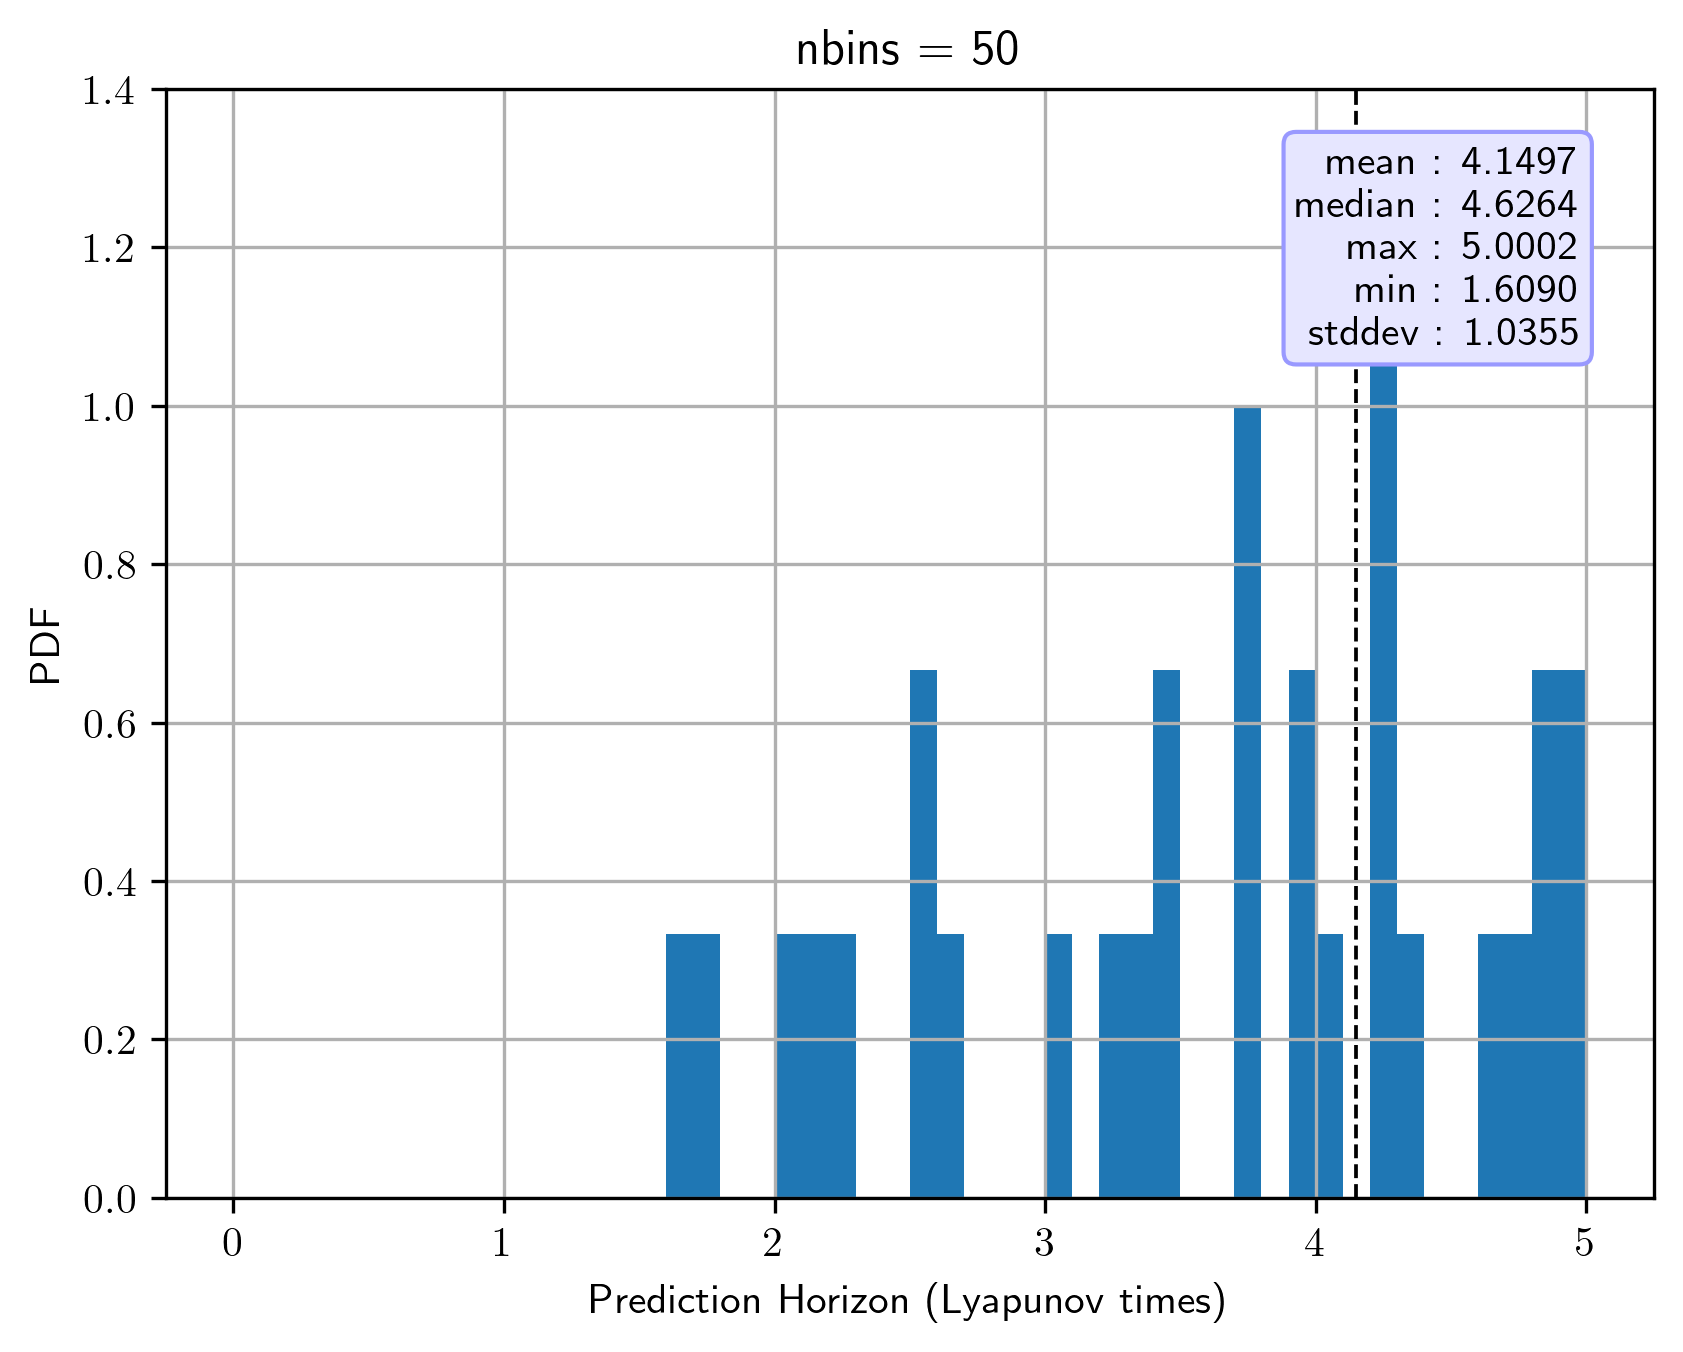 nbins = 50
1.4
1.2
1.0
0.8
0.6
0.4
0.2
0.0
PDF
mean : 4.1497
median : 4.6264
max : 5.0002
min : 1.6090
stddev : 1.0355
0 1 2 3 4 5
Prediction Horizon (Lyapunov times)